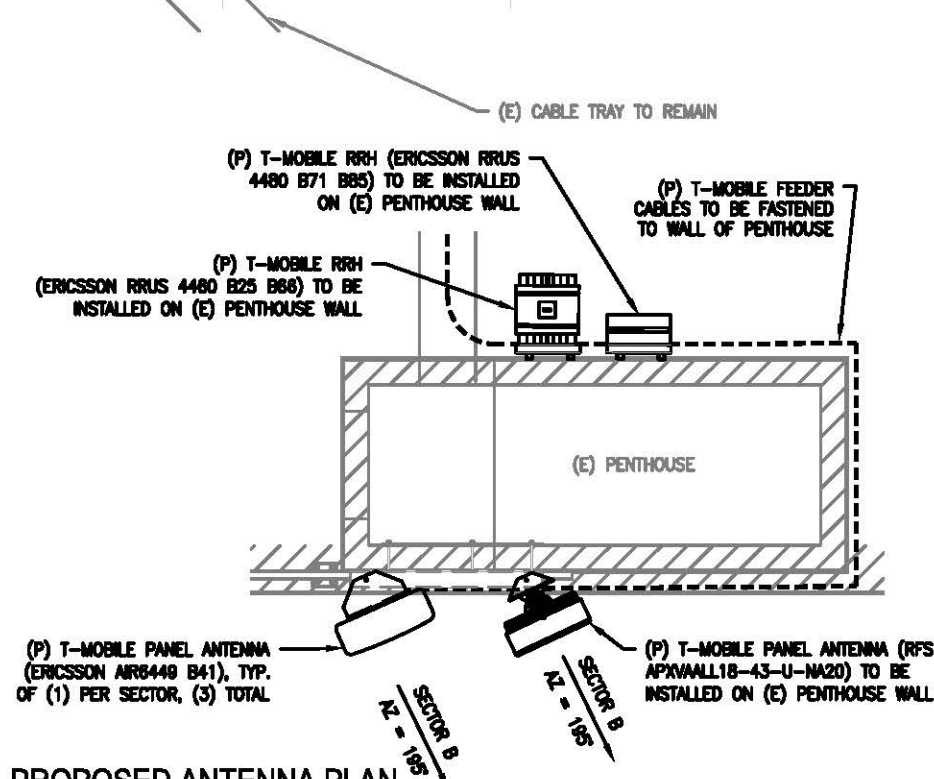 (E) CABLE TRAY TO REMAIN
(P) T-MOBILE RRH (ERICSSON RRUS
4480 B71 B85) TO BE INSTALLED
ON (E) PENTHOUSE WALL
(P) T-MOBILE FEEDER
CABLES TO BE FASTENED
TO WALL OF PENTHOUSE
(P) T-MOBILE RRH
(ERICSSON RRUS 4460 B25 B66) TO BE
INSTALLED ON (E) PENTHOUSE WALL
(E) PENTHOUSE
(P) T-MOBILE PANEL ANTENNA
(ERICSSON AIR6449 B41), TYP.
OF (1) PER SECTOR, (3) TOTAL
(P) T-MOBILE PANEL ANTENNA (RFS
APXVAALL18-43-U-NA20) TO BE
INSTALLED ON (E) PENTHOUSE WALL
SECTOR B
AZ = 195°
SECTOR B
AZ = 195°
PROPOSED ANTENNA PLAN